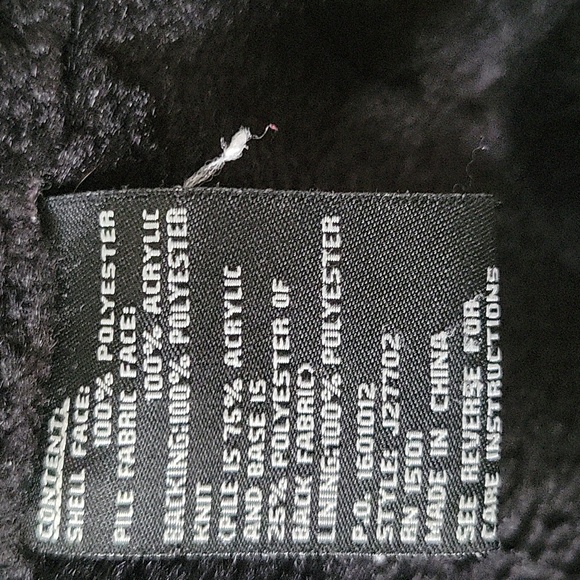 CONTENT:
SHELL FACE:
100% POLYESTER
PILE FABRIC FACE:
100% ACRYLIC
BACKING:100% POLYESTER
KNIT
(PILE IS 75% ACRYLIC
AND BASE IS
25% POLYESTER OF
BACK FABRIC)
LINING:100% POLYESTER
P.O. 1601012
STYLE: J27702
RN 15101
MADE IN CHINA
SEE REVERSE FOR
CARE INSTRUCTIONS